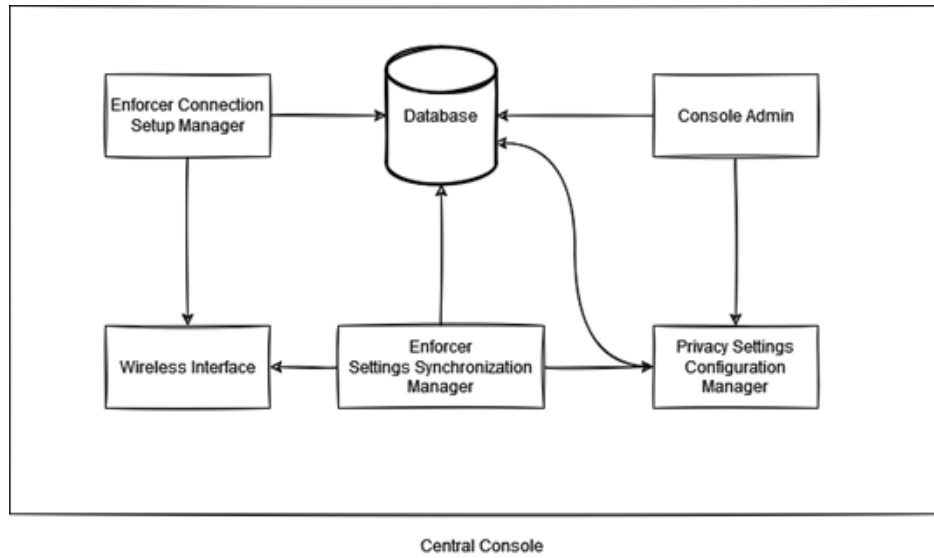 Enforcer Connection
Setup Manager
Database
Console Admin
Wireless Interface
Enforcer
Settings Synchronization
Manager
Privacy Settings
Configuration
Manager
Central Console